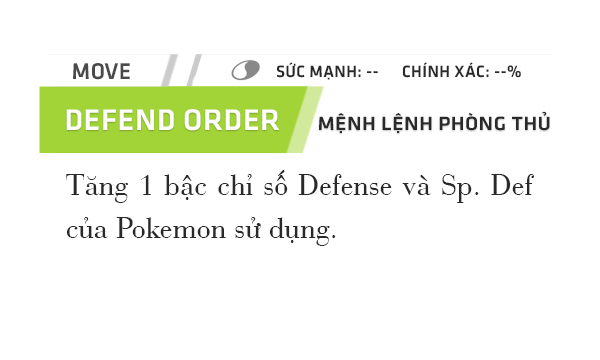 MOVE SỨC MẠNH: -- CHÍNH XÁC: --%
DEFEND ORDER MỆNH LỆNH PHÒNG THỦ
Tăng 1 bậc chỉ số Defense và Sp. Def
của Pokemon sử dụng.